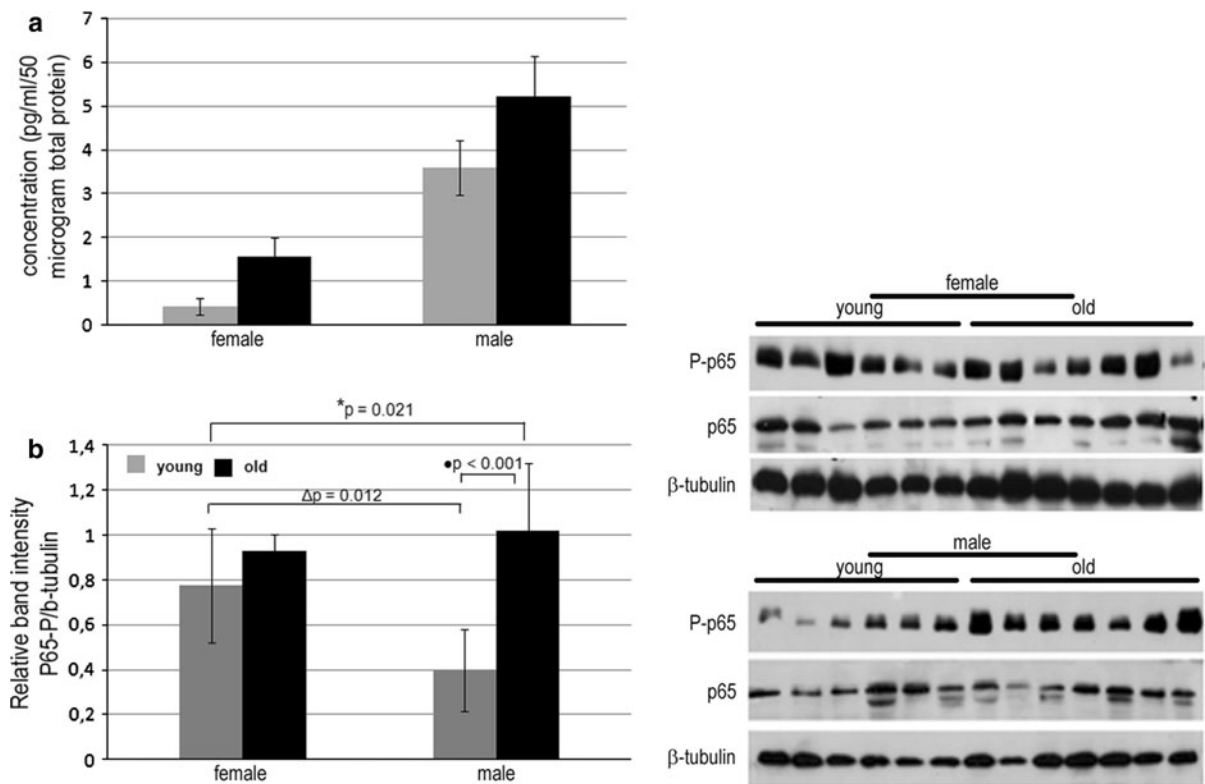 a
concentration (pg/ml/50
microgram total protein)
7
6
5
4
3
2
1
0
female male
b
Relative band intensity
P65-P/b-tubulin
1,4
1,2
1
0,8
0,6
0,4
0,2
0
young old
*p = 0.021
Δp = 0.012
●p < 0.001
female male
female
young old
P-p65
p65
β-tubulin
male
young old
P-p65
p65
β-tubulin